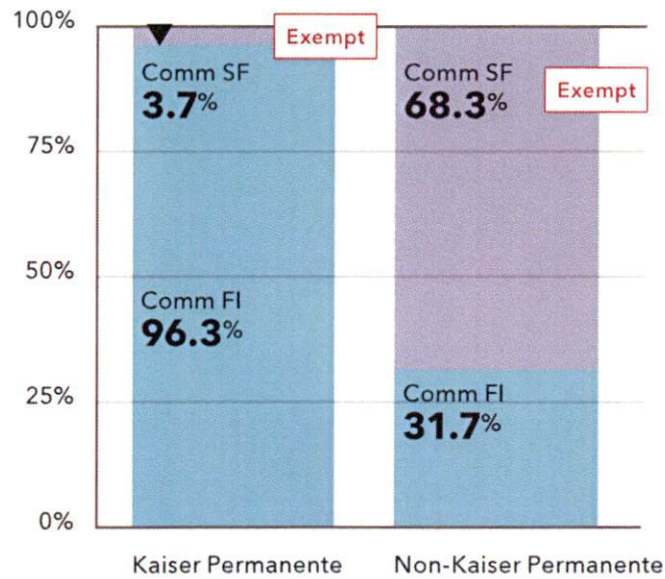 100%
Exempt
Comm SF
3.7%
Comm SF
68.3%
Exempt
75%
50%
Comm FI
96.3%
25%
Comm FI
31.7%
0%
Kaiser Permanente
Non-Kaiser Permanente